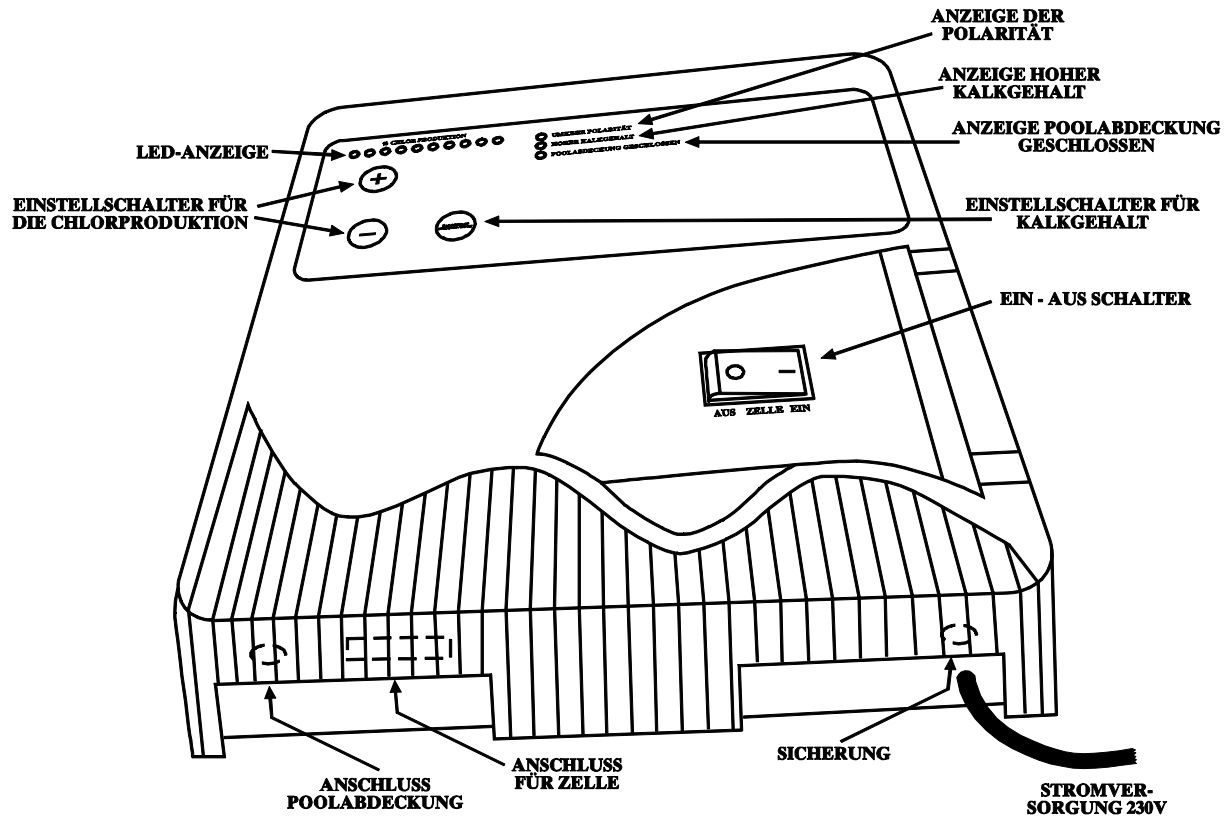 ANZEIGE DER
POLARITÄT
ANZEIGE HOHER
KALKGEHALT
ANZEIGE POOLABDECKUNG
GESCHLOSSEN
LED-ANZEIGE
% CHLOR PRODUKTION
POLARITÄT
HOHER KALKGEHALT
POOLABDECKUNG GESCHLOSSEN
EINSTELLSCHALTER FÜR
DIE CHLORPRODUKTION
+
−
EINSTELLSCHALTER FÜR
KALKGEHALT
EIN - AUS SCHALTER
AUS ZELLE EIN
SICHERUNG
ANSCHLUSS
FÜR ZELLE
ANSCHLUSS
POOLABDECKUNG
STROMVER-
SORGUNG 230V